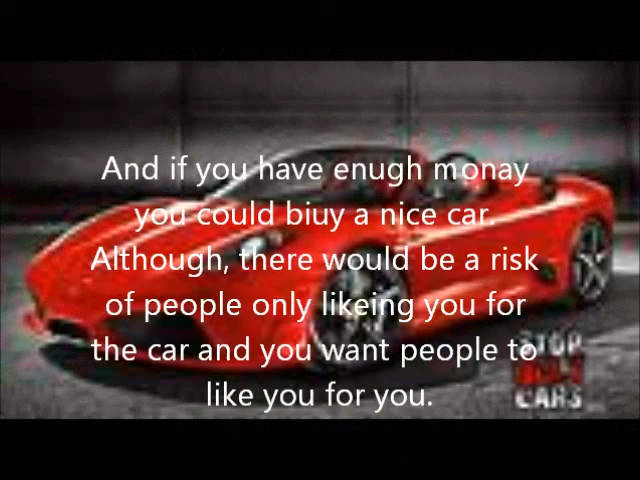 And if you have enugh monay
you could biuy a nice car.
Although, there would be a risk
of people only likeing you for
the car and you want people to
like you for you.
TOP
CARS